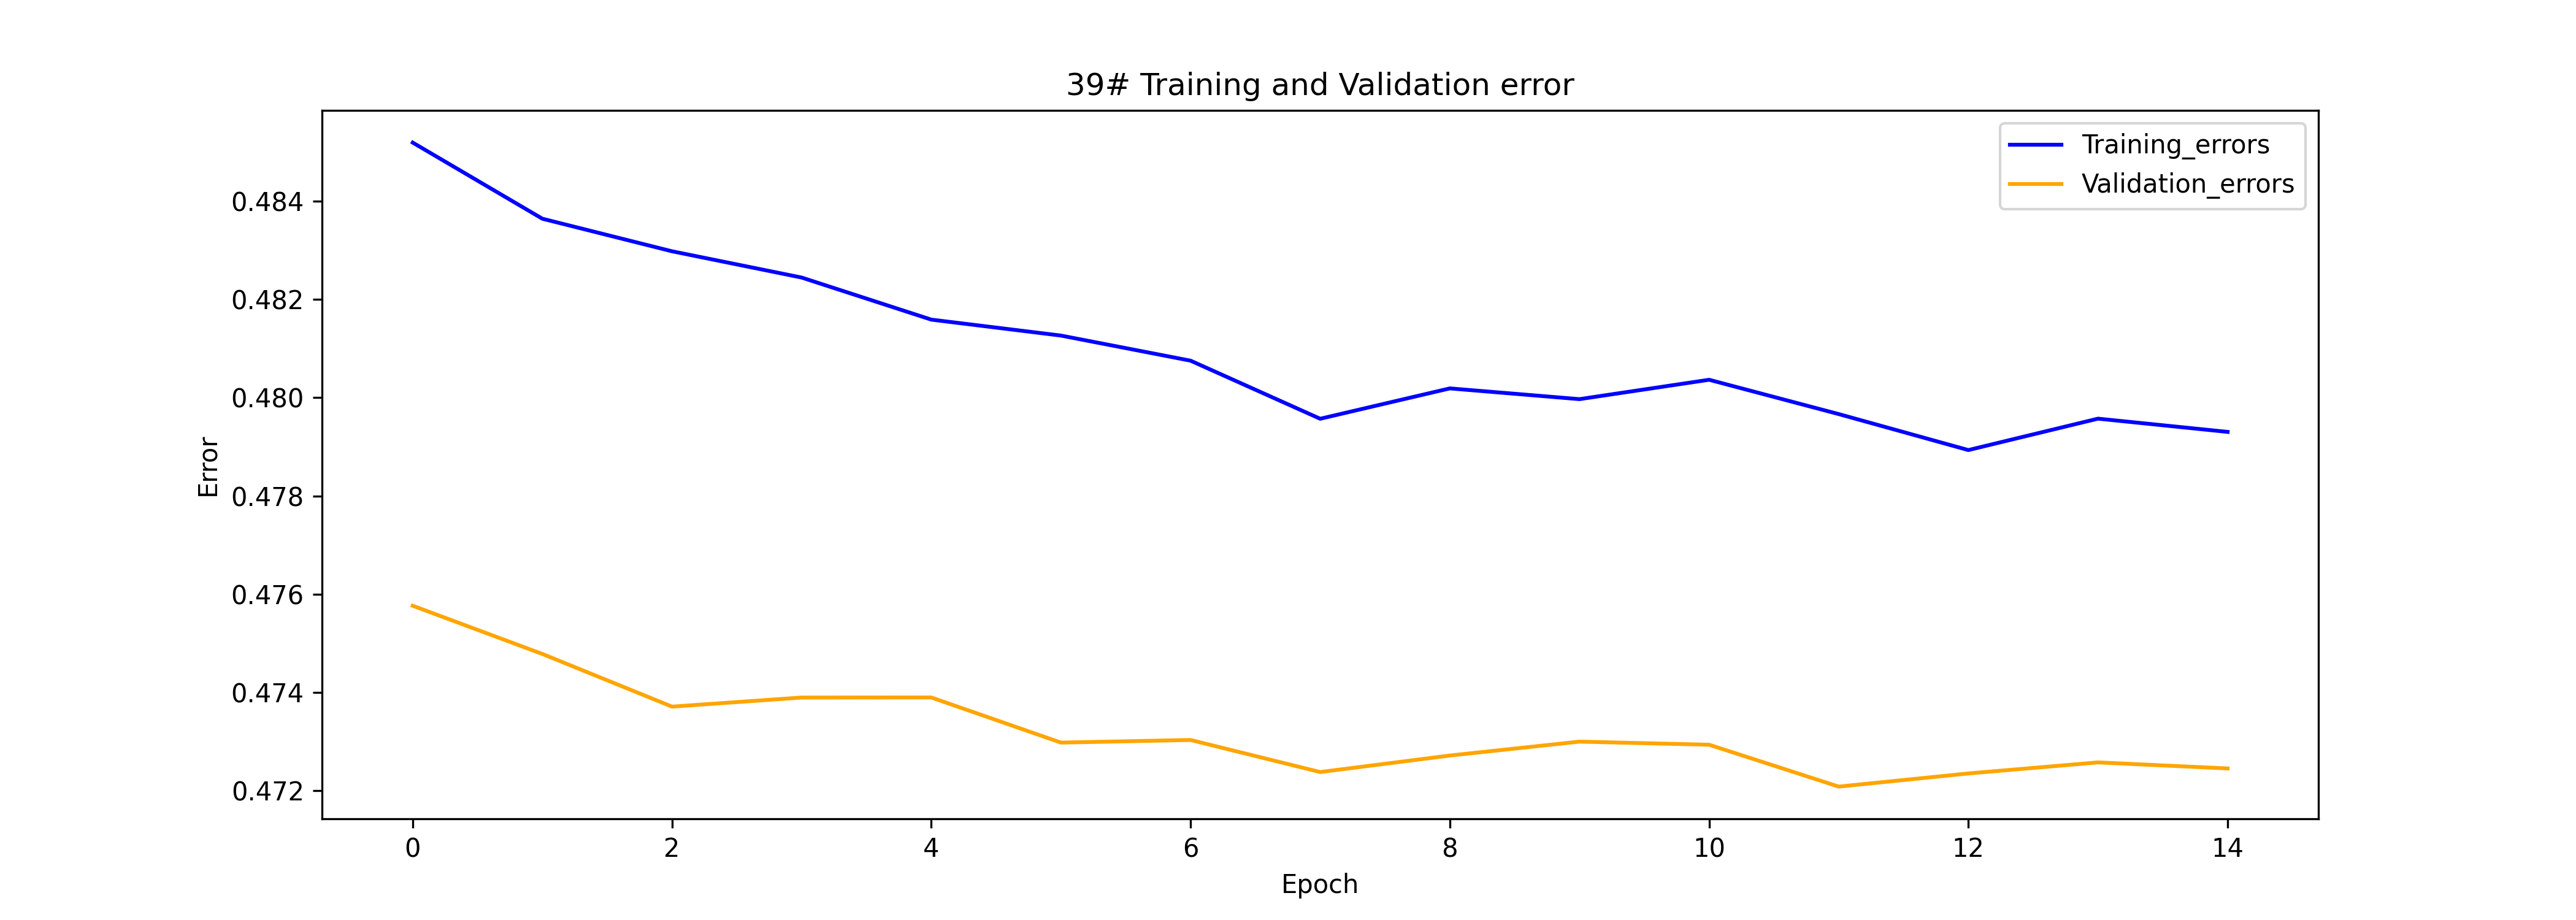 39# Training and Validation error
Training_errors
Validation_errors
0.484
0.482
0.480
0.478
0.476
0.474
0.472
Error
0 2 4 6 8 10 12 14
Epoch